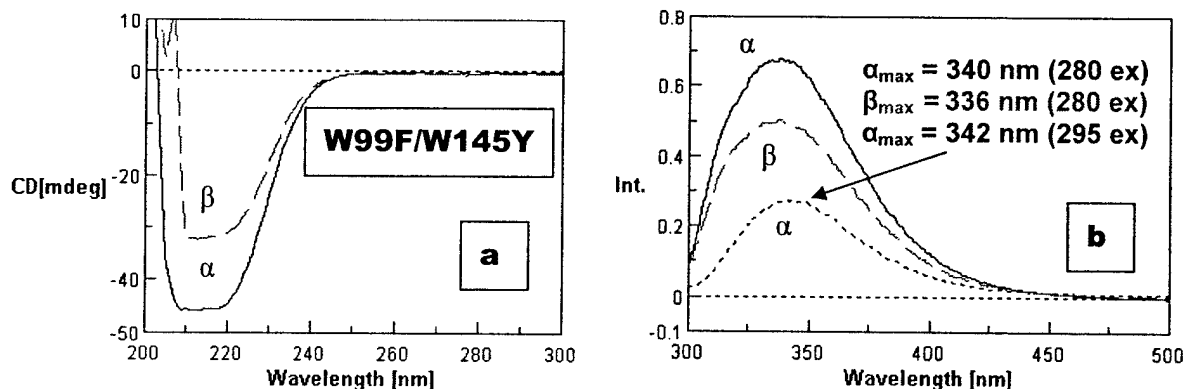 10
0
-20
-40
-50
CD[mdeg]
W99F/W145Y
β
α
a
200 220 240 260 280 300
Wavelength [nm]
0.8
0.6
0.4
0.2
0
-0.1
Int.
α
αmax = 340 nm (280 ex)
βmax = 336 nm (280 ex)
αmax = 342 nm (295 ex)
β
α
b
300 350 400 450 500
Wavelength [nm]